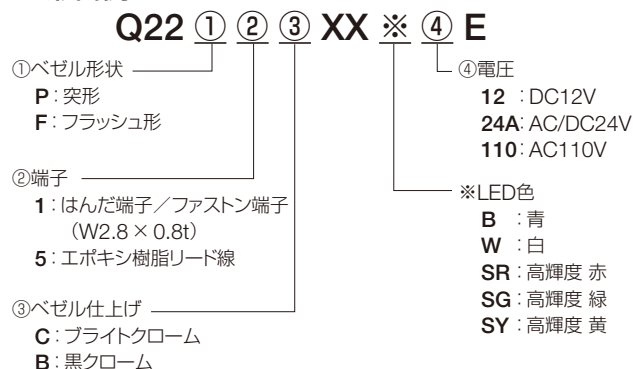 Q22 ① ② ③ XX ※ ④ E
①ベゼル形状
P：突形
F：フラッシュ形
②端子
1：はんだ端子／ファストン端子
（W2.8×0.8t）
5：エポキシ樹脂リード線
③ベゼル仕上げ
C：ブライトクローム
B：黒クローム
④電圧
12：DC12V
24A：AC/DC24V
110：AC110V
※LED色
B：青
W：白
SR：高輝度 赤
SG：高輝度 緑
SY：高輝度 黄